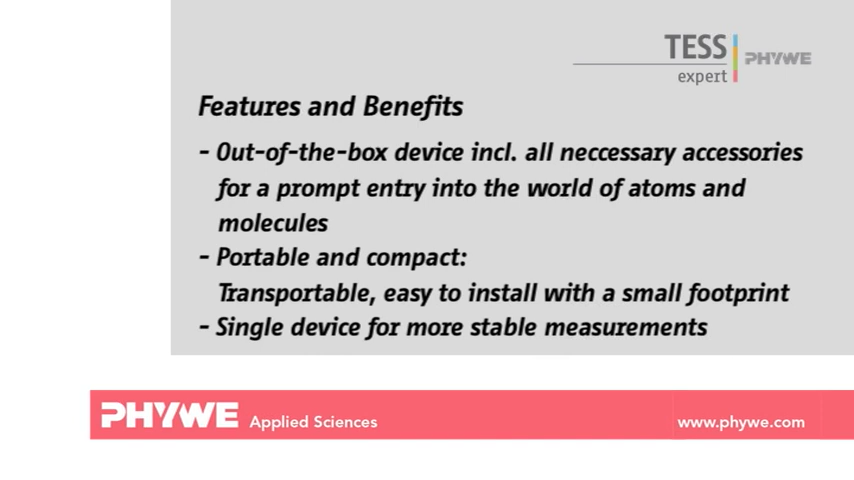 TESS
expert
PHYWE
Features and Benefits
- Out-of-the-box device incl. all neccessary accessories
for a prompt entry into the world of atoms and
molecules
- Portable and compact:
Transportable, easy to install with a small footprint
- Single device for more stable measurements
PHYWE Applied Sciences
www.phywe.com